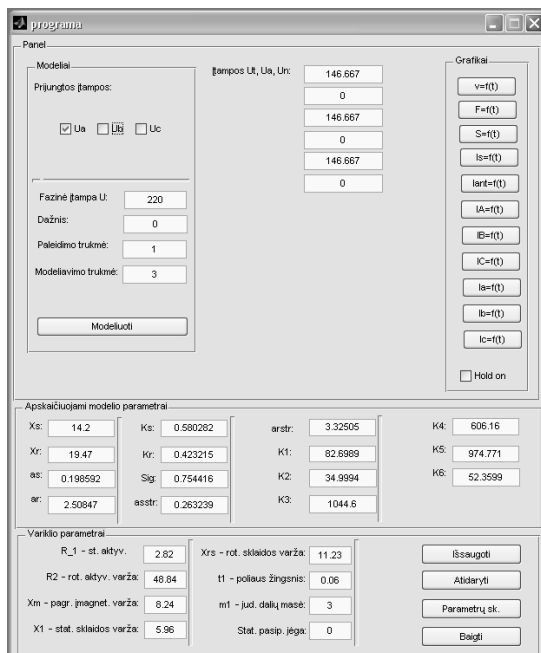 programa
Panel
Modeliai
Prijungtos įtampos:
Ua Ub Uc
Fazinė įtampa U: 220
Dažnis: 0
Paleidimo trukmė: 1
Modeliavimo trukmė: 3
Modeliuoti
Įtampos Ut, Ua, Un: 146.667
0
146.667
0
146.667
0
Grafikai
v=f(t)
F=f(t)
S=f(t)
Is=f(t)
Iant=f(t)
IA=f(t)
IB=f(t)
IC=f(t)
Ia=f(t)
Ib=f(t)
Ic=f(t)
Hold on
Apskaičiuojami modelio parametrai
Xs: 14.2
Xr: 19.47
as: 0.198592
ar: 2.50847
Ks: 0.580282
Kr: 0.423215
Sig: 0.754416
asstr: 0.263239
arstr: 3.32505
K1: 82.6989
K2: 34.9994
K3: 1044.6
K4: 606.16
K5: 974.771
K6: 52.3599
Variklio parametrai
R_1 - st. aktyv. 2.82
R2 - rot. aktyv. varža: 48.84
Xm - pagr. įmagnet. varža: 8.24
X1 - stat. sklaidos varža: 5.96
Xrs - rot. sklaidos varža: 11.23
t1 - poliaus žingsnis: 0.06
m1 - jud. dalių masė: 3
Stat. pasip. jėga: 0
Išsaugoti
Atidaryti
Parametrų sk.
Baigti